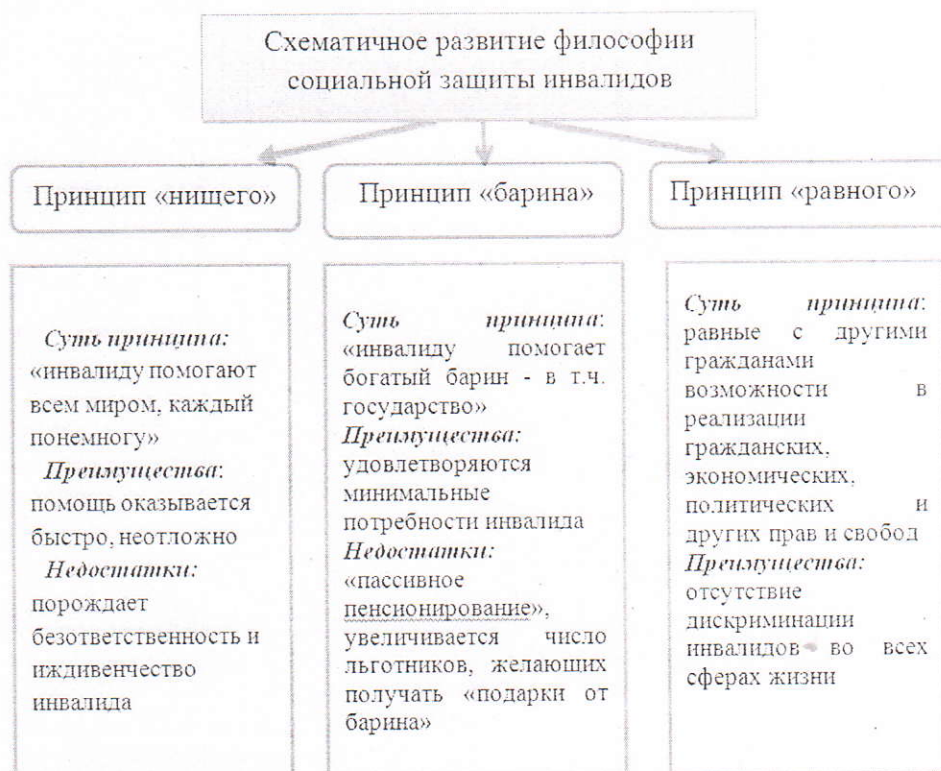 Схематичное развитие философии
социальной защиты инвалидов
Принцип «нищего»
Принцип «барина»
Принцип «равного»
Суть принципа:
«инвалиду помогают
всем миром, каждый
понемногу»
Преимущества:
помощь оказывается
быстро, неотложно
Недостатки:
порождает
безответственность и
иждивенчество
инвалида
Суть принципа:
«инвалиду помогает
богатый барин - в т.ч.
государство»
Преимущества:
удовлетворяются
минимальные
потребности инвалида
Недостатки:
«пассивное
пенсионирование»,
увеличивается число
льготников, желающих
получать «подарки от
барина»
Суть принципа:
равные с другими
гражданами
возможности в
реализации
гражданских,
экономических,
политических и
других прав и свобод
Преимущества:
отсутствие
дискриминации
инвалидов во всех
сферах жизни